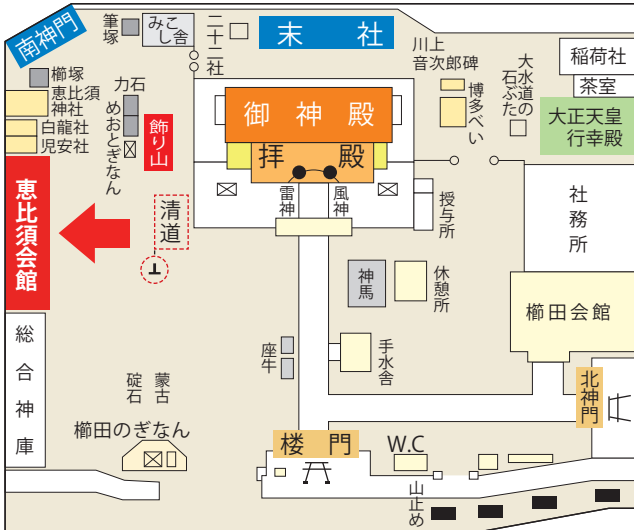 南神門
筆塚
みこし舎
二十二社
末社
川上音次郎碑
博多べい
大水道の石ぶた
稲荷社
茶室
大正天皇
行幸殿
櫛塚
恵比須
神社
白龍社
児安社
力石
めおとぎなん
飾り山
御神殿
拝殿
雷神
風神
授与所
社務所
恵比須会館
清道
神馬
休憩所
櫛田会館
総合神庫
座牛
手水舎
北神門
碇石
蒙古
櫛田のぎなん
楼門
W.C
山止め